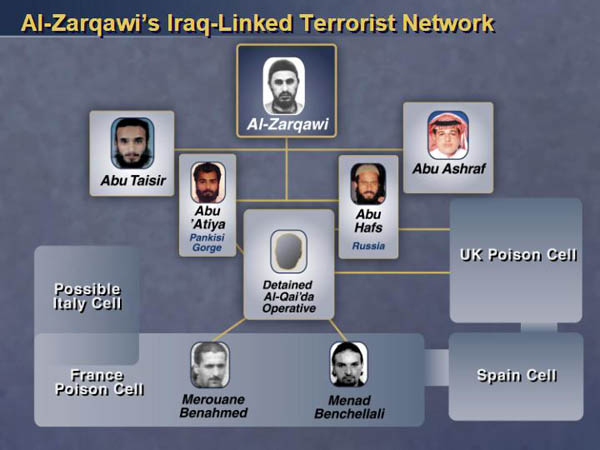 Al-Zarqawi's Iraq-Linked Terrorist Network
Al-Zarqawi
Abu Taisir
Abu
'Atiya
Pankisi
Gorge
Abu
Hafs
Russia
Abu Ashraf
Detained
Al-Qai'da
Operative
UK Poison Cell
Possible
Italy Cell
France
Poison Cell
Merouane
Benahmed
Menad
Benchellali
Spain Cell